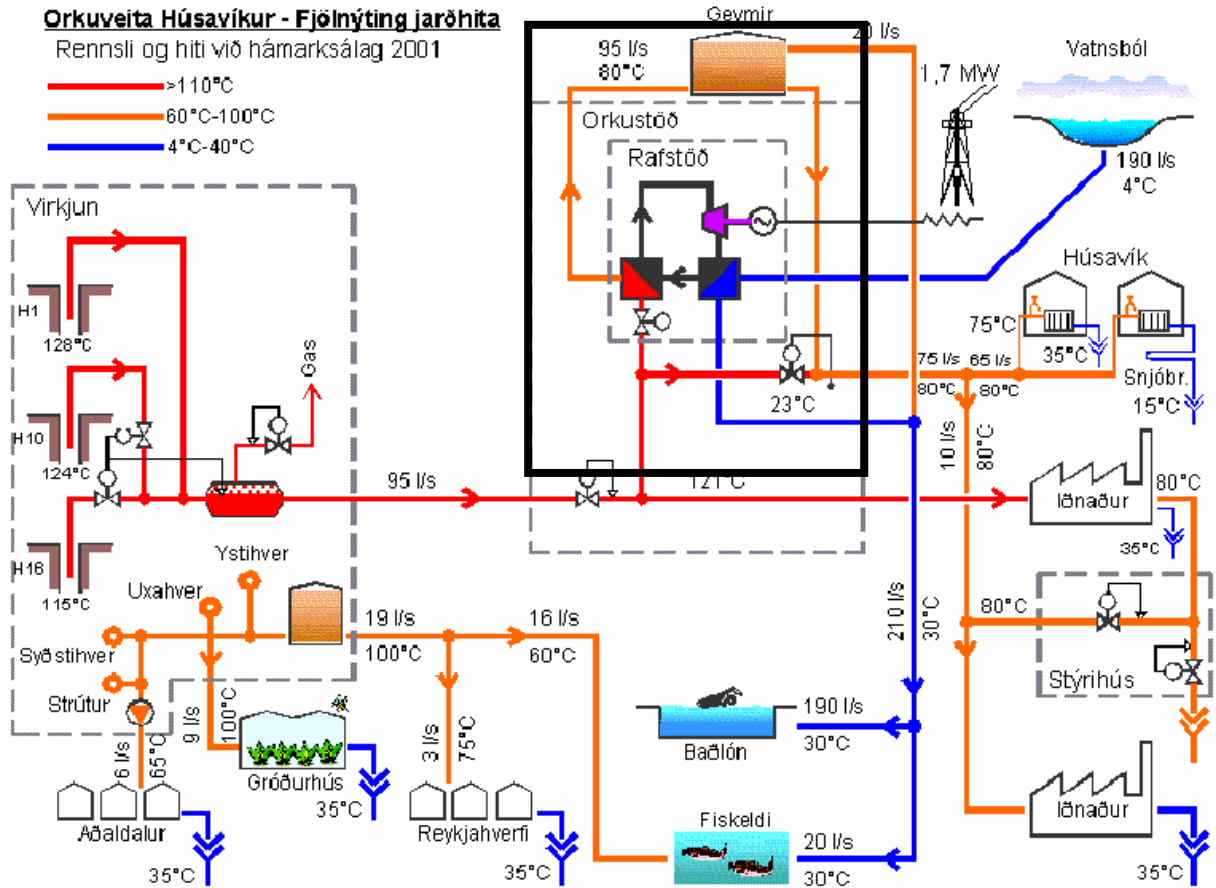 Orkuveita Húsavíkur - Fjölnýting jarðhita
Rennsli og hiti við hámarksálag 2001
>110°C
60°C-100°C
4°C-40°C
Geymir
95 l/s
80°C
20 l/s
1,7 MW
Vatnsból
190 l/s
4°C
Orkustöð
Rafstöð
Virkjun
H1
128°C
H10
124°C
H16
115°C
Gas
95 l/s
23°C
121°C
Húsavík
75°C
35°C
75 l/s
80°C
65 l/s
80°C
Snjóbr.
15°C
10 l/s
80°C
Iðnaður
80°C
35°C
Ystihver
Uxahver
Syðstihver
Strútur
19 l/s
100°C
16 l/s
60°C
6 l/s
65°C
9 l/s
100°C
3 l/s
75°C
Gróðurhús
35°C
Aðaldalur
35°C
Reykjahverfi
35°C
210 l/s
30°C
Baðlón
190 l/s
30°C
Fiskeldi
20 l/s
30°C
80°C
Stýrihús
Iðnaður
35°C